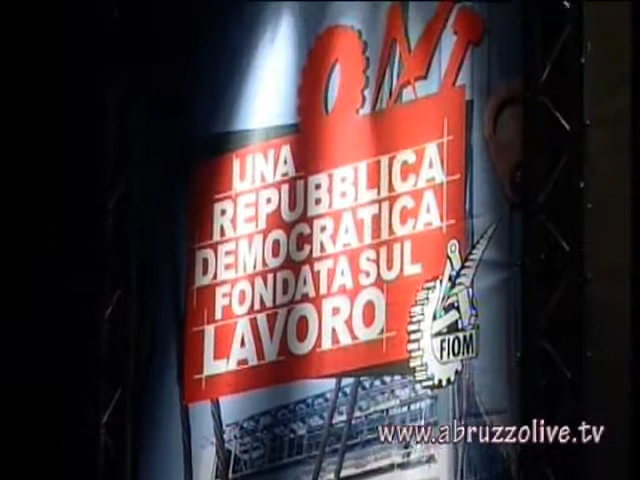 UNA
REPUBBLICA
DEMOCRATICA
FONDATA SUL
LAVORO
FIOM
www.abruzzolive.tv